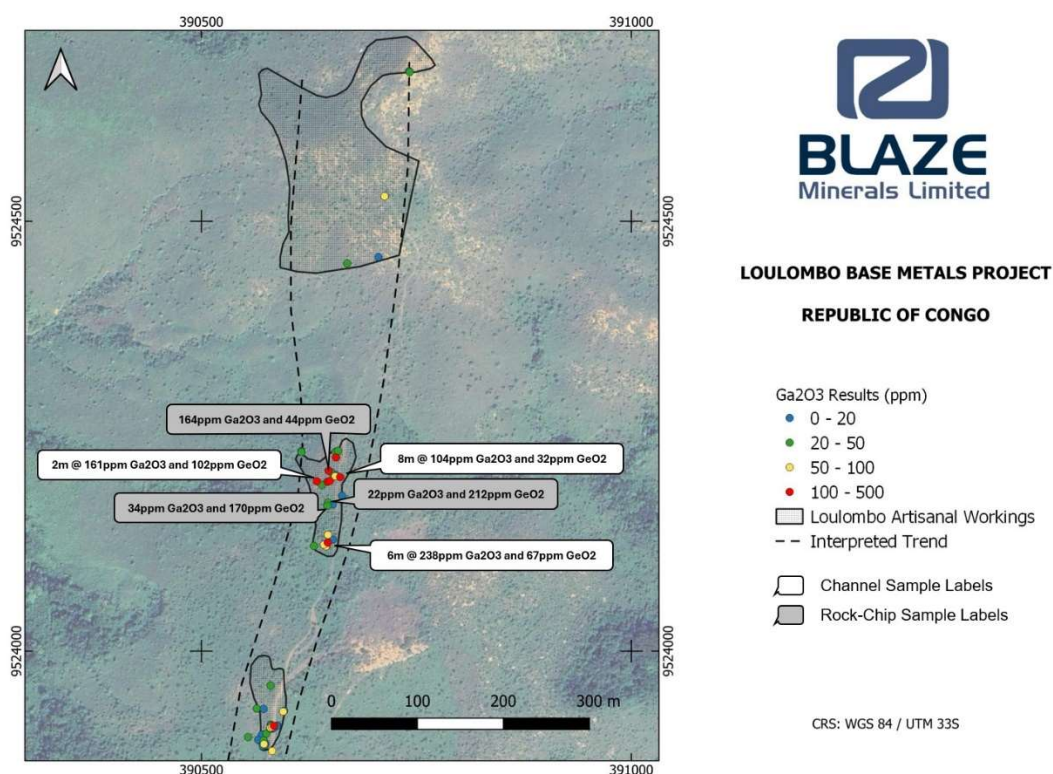 390500
391000
9524500
9524500
9524000
9524000
390500
391000
164ppm Ga2O3 and 44ppm GeO2
2m @ 161ppm Ga2O3 and 102ppm GeO2
8m @ 104ppm Ga2O3 and 32ppm GeO2
22ppm Ga2O3 and 212ppm GeO2
34ppm Ga2O3 and 170ppm GeO2
6m @ 238ppm Ga2O3 and 67ppm GeO2
0 100 200 300 m
BLAZE
Minerals Limited
LOULOMBO BASE METALS PROJECT
REPUBLIC OF CONGO
Ga2O3 Results (ppm)
0 - 20
20 - 50
50 - 100
100 - 500
Loulombo Artisanal Workings
Interpreted Trend
Channel Sample Labels
Rock-Chip Sample Labels
CRS: WGS 84 / UTM 33S